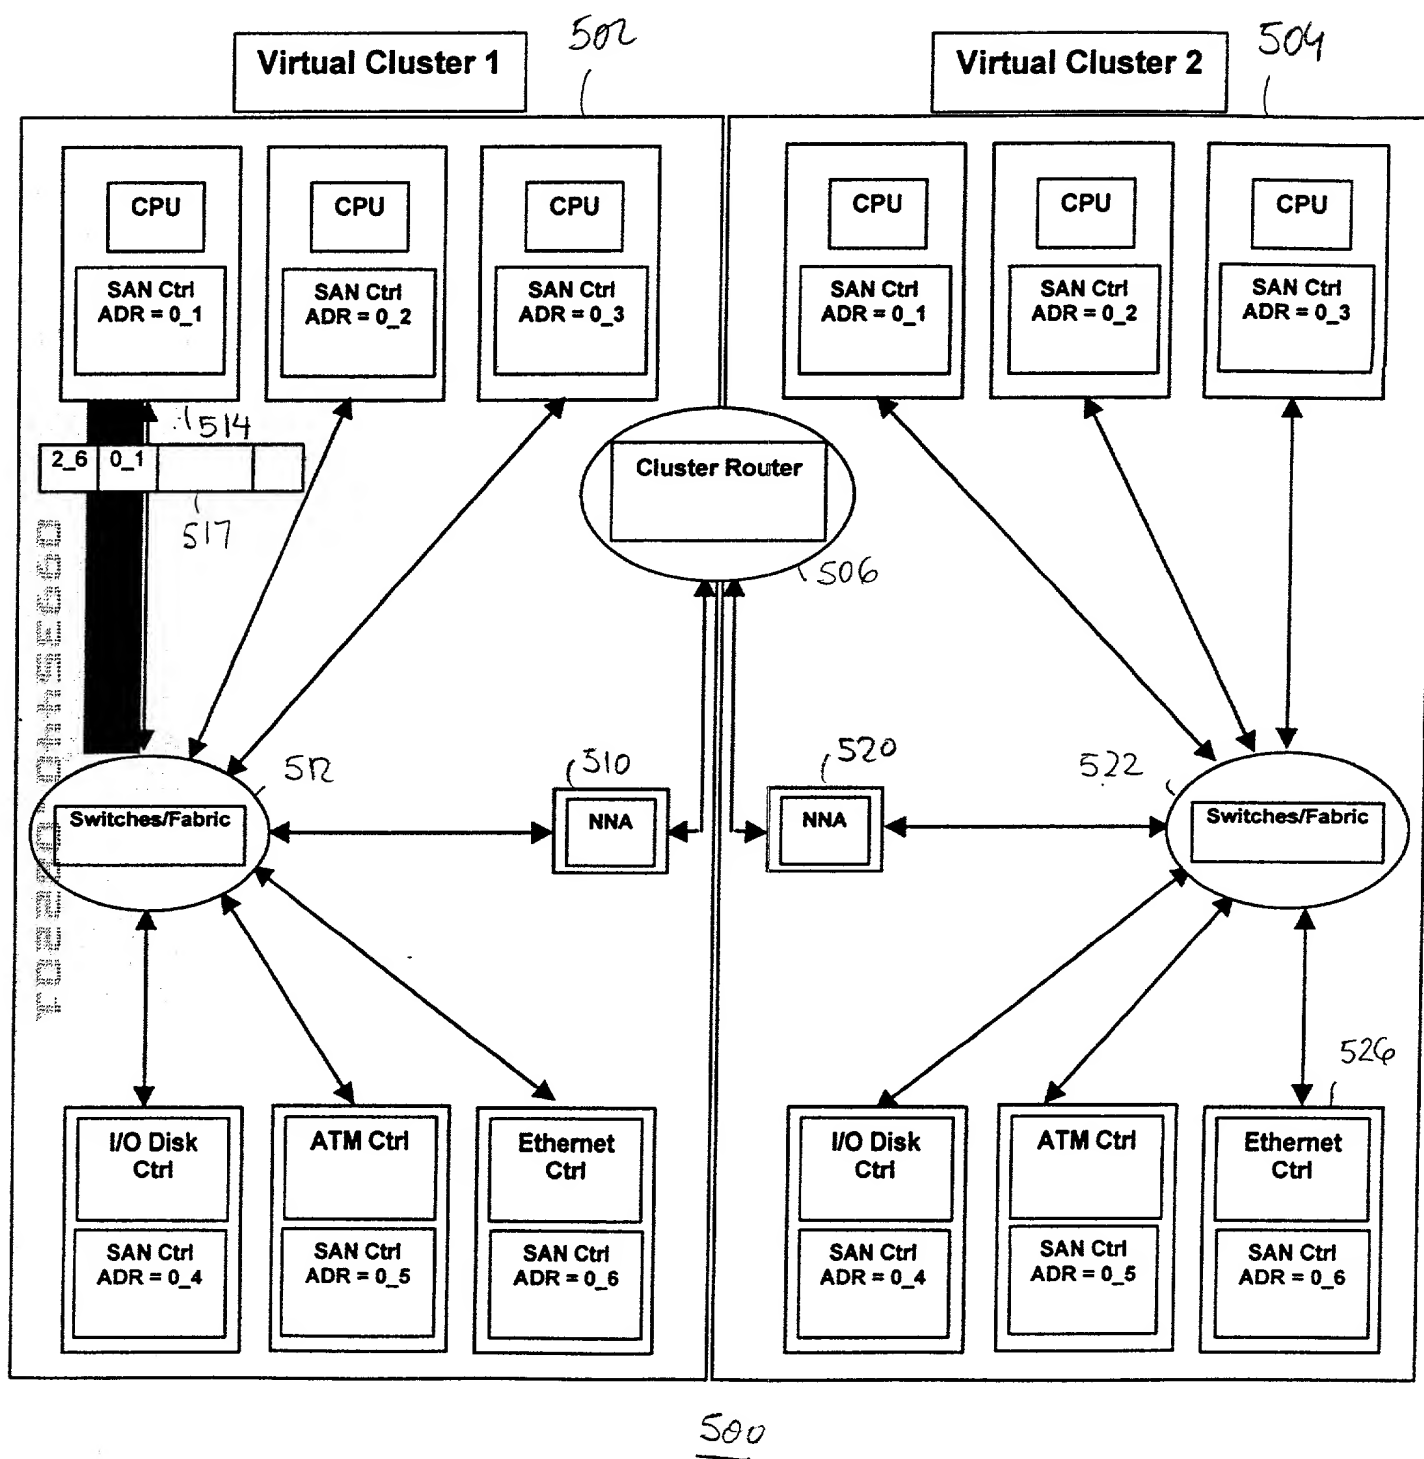 502
504
Virtual Cluster 1
Virtual Cluster 2
CPU
CPU
CPU
CPU
CPU
CPU
SAN Ctrl
ADR = 0_1
SAN Ctrl
ADR = 0_2
SAN Ctrl
ADR = 0_3
SAN Ctrl
ADR = 0_1
SAN Ctrl
ADR = 0_2
SAN Ctrl
ADR = 0_3
514
2_6 0_1
517
Cluster Router
506
512
510
520
522
Switches/Fabric
NNA
NNA
Switches/Fabric
526
I/O Disk
Ctrl
ATM Ctrl
Ethernet
Ctrl
I/O Disk
Ctrl
ATM Ctrl
Ethernet
Ctrl
SAN Ctrl
ADR = 0_4
SAN Ctrl
ADR = 0_5
SAN Ctrl
ADR = 0_6
SAN Ctrl
ADR = 0_4
SAN Ctrl
ADR = 0_5
SAN Ctrl
ADR = 0_6
500